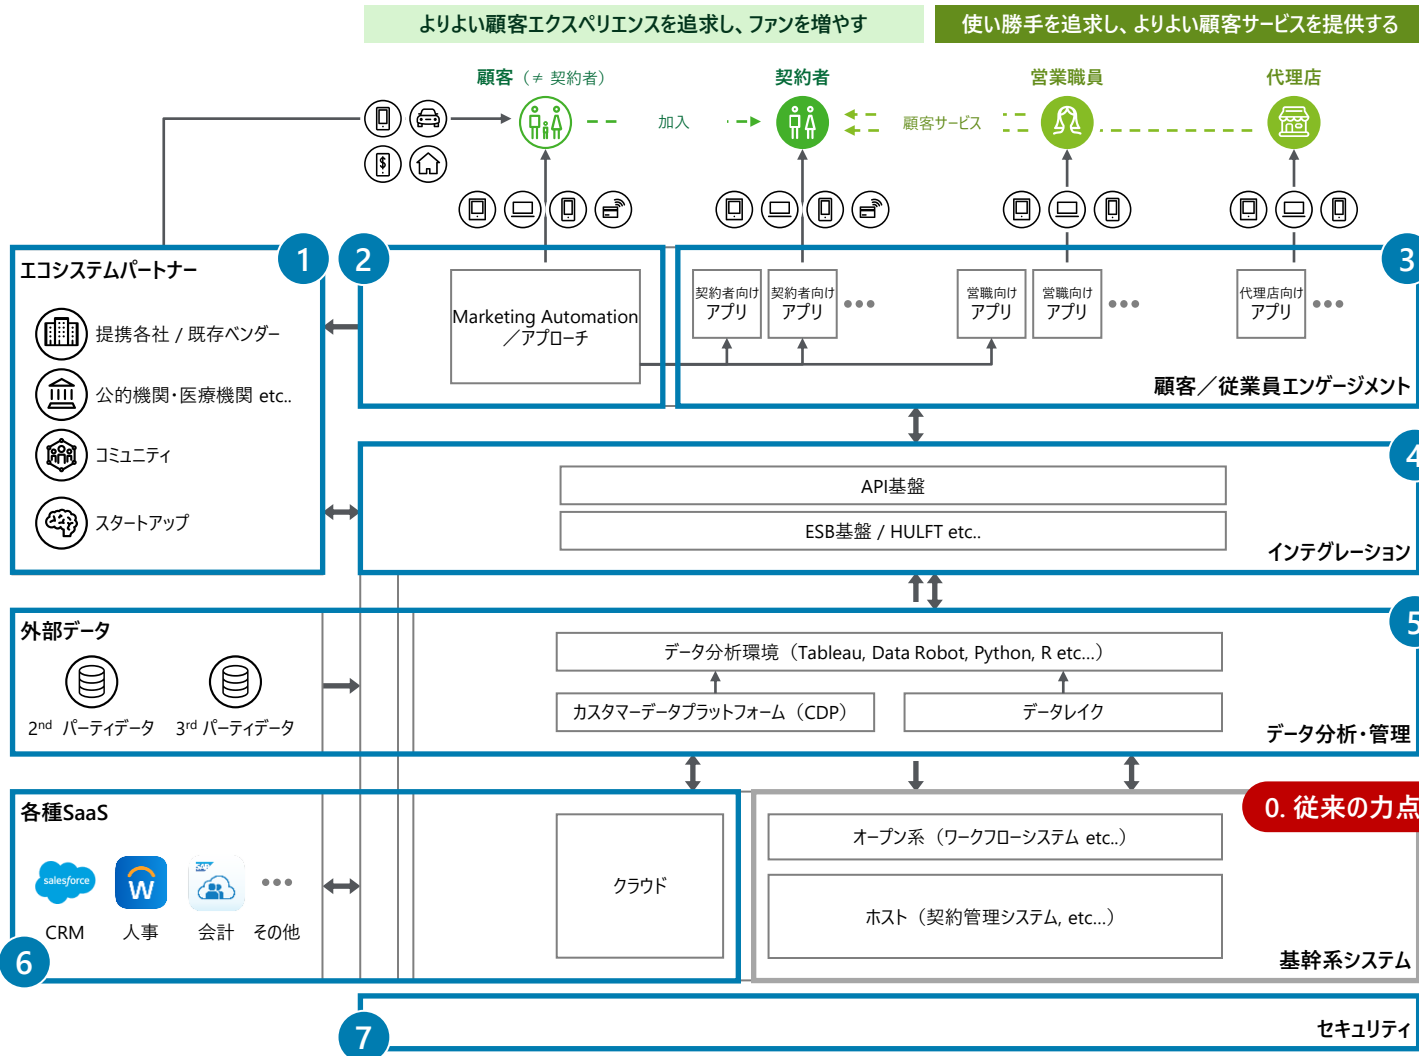 よりよい顧客エクスペリエンスを追求し、ファンを増やす
使い勝手を追求し、よりよい顧客サービスを提供する
顧客（≠ 契約者）
契約者
営業職員
代理店
加入
顧客サービス
エコシステムパートナー
1
2
3
提携各社 / 既存ベンダー
公的機関・医療機関 etc..
コミュニティ
スタートアップ
Marketing Automation
／アプローチ
契約者向け
アプリ
契約者向け
アプリ
営職向け
アプリ
営職向け
アプリ
代理店向け
アプリ
顧客／従業員エンゲージメント
4
API基盤
ESB基盤 / HULFT etc..
インテグレーション
外部データ
2nd パーティデータ
3rd パーティデータ
5
データ分析環境（Tableau, Data Robot, Python, R etc...）
カスタマーデータプラットフォーム（CDP）
データレイク
データ分析・管理
各種SaaS
salesforce
W
SAP
CRM
人事
会計
その他
6
クラウド
0. 従来の力点
オープン系（ワークフローシステム etc..）
ホスト（契約管理システム, etc...）
基幹系システム
7
セキュリティ